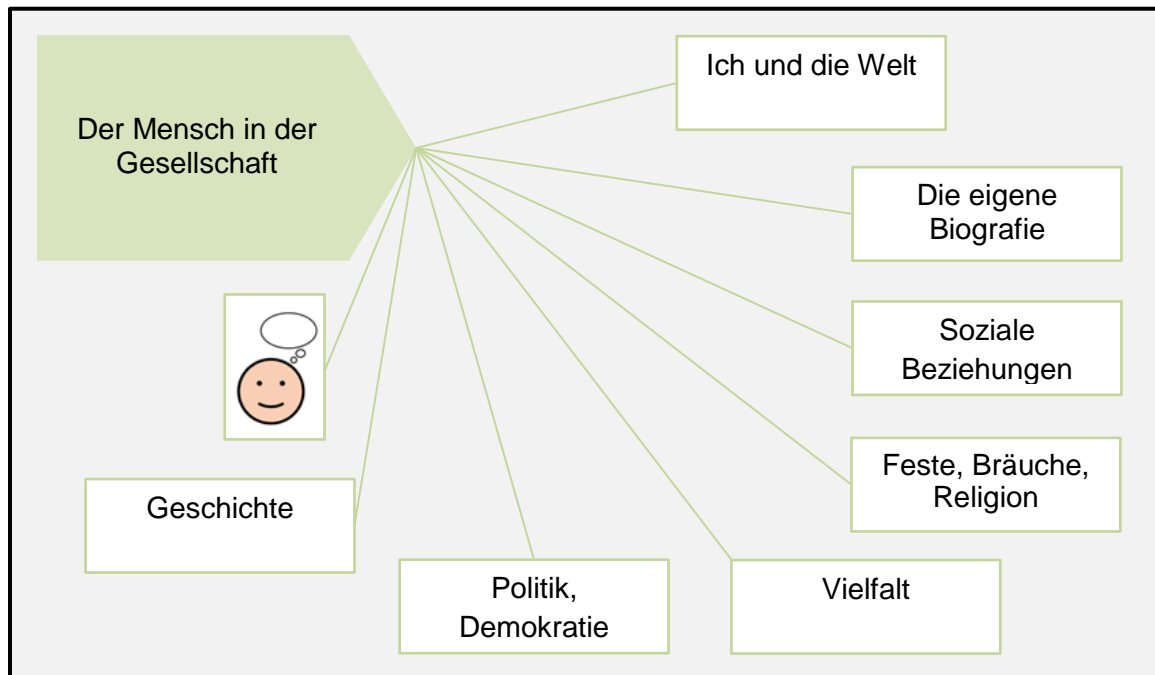 Der Mensch in der
Gesellschaft
Ich und die Welt
Die eigene
Biografie
Soziale
Beziehungen
Feste, Bräuche,
Religion
Vielfalt
Politik,
Demokratie
Geschichte